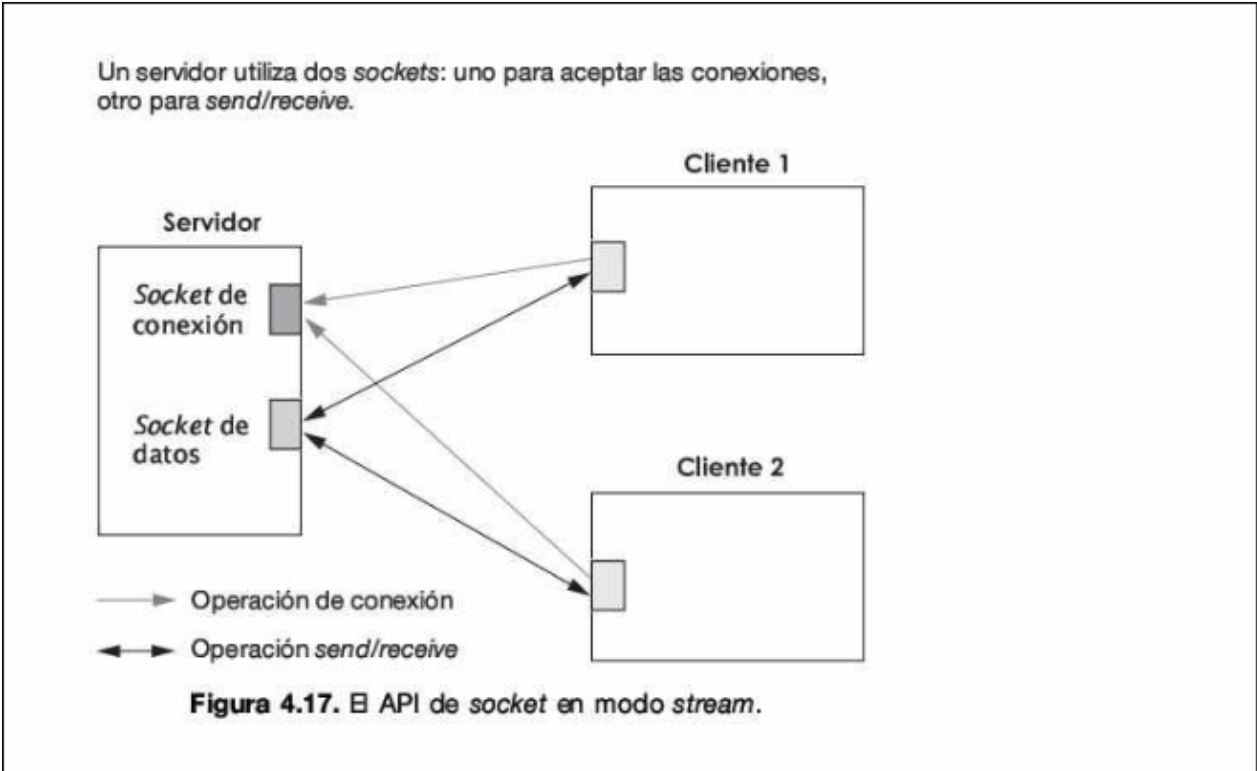 Un servidor utiliza dos sockets: uno para aceptar las conexiones,
otro para send/receive.
Cliente 1
Servidor
Socket de
conexión
Socket de
datos
Cliente 2
Operación de conexión
Operación send/receive
Figura 4.17. El API de socket en modo stream.